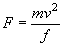 F = mv²/f